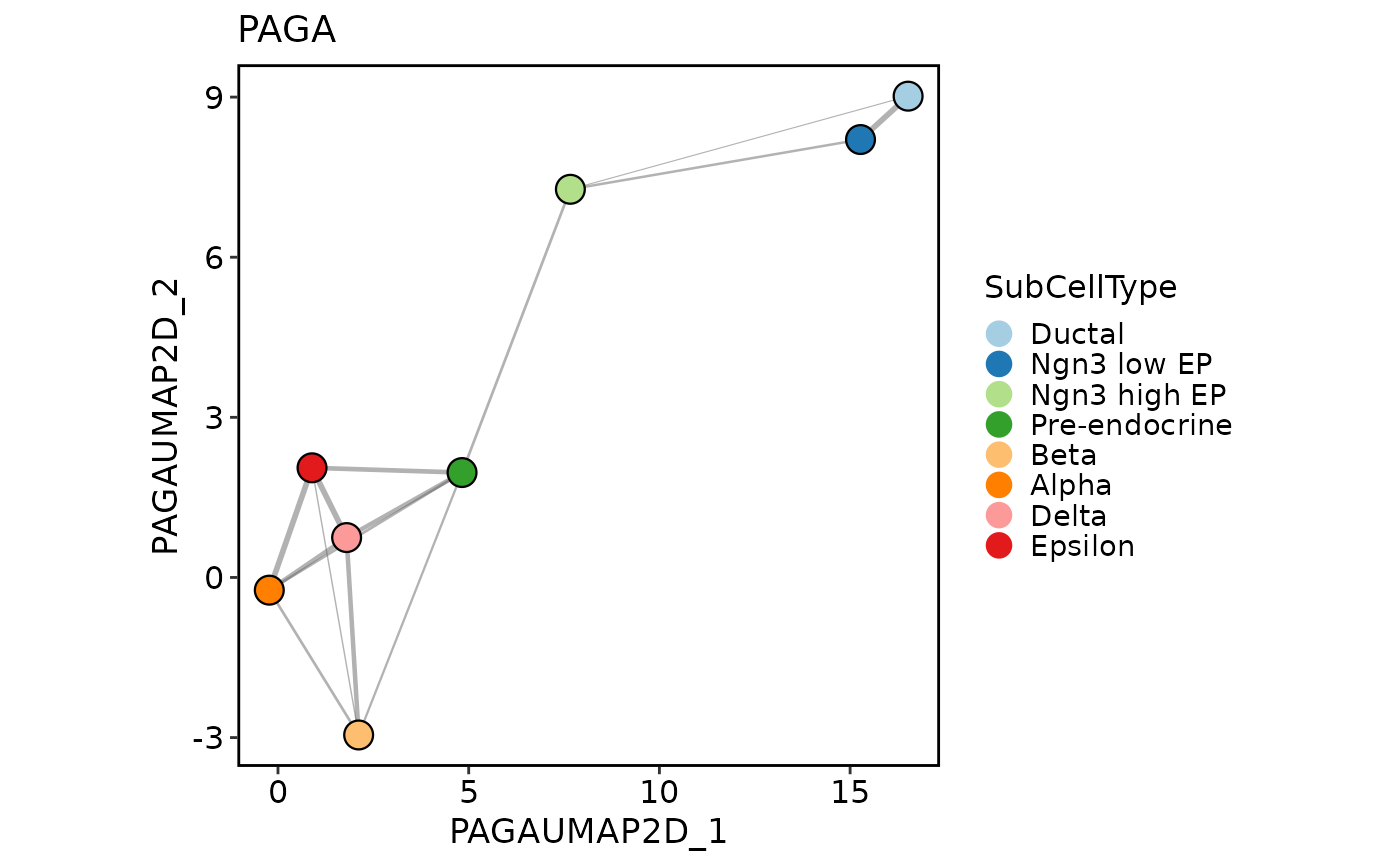 PAGA
9
6
3
0
-3
PAGAUMAP2D_2
0 5 10 15
PAGAUMAP2D_1
SubCellType
Ductal
Ngn3 low EP
Ngn3 high EP
Pre-endocrine
Beta
Alpha
Delta
Epsilon